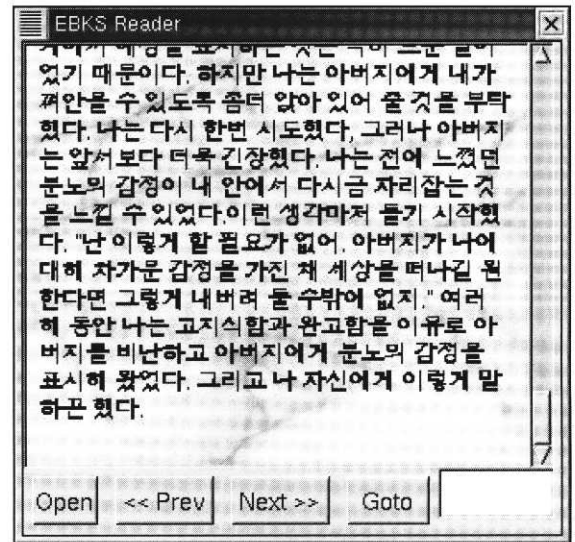 EBKS Reader
었기 때문이다. 하지만 나는 아버지에게 내가
껴안을 수 있도록 좀더 앉아 있어 줄 것을 부탁
했다. 나는 다시 한번 시도했다. 그러나 아버지
는 앞서보다 더욱 긴장했다. 나는 전에 느꼈던
분노의 감정이 내 안에서 다시금 자리잡는 것
을 느낄 수 있었다.이런 생각마저 들기 시작했
다. "난 이렇게 할 필요가 없어. 아버지가 나에
대해 차가운 감정을 가진 채 세상을 떠나길 원
한다면 그렇게 내버려 둘 수밖에 없지." 여러
해 동안 나는 고지식함과 완고함을 이유로 아
버지를 비난하고 아버지에게 분노의 감정을
표시해 왔었다. 그리고 나 자신에게 이렇게 말
하곤 했다.
Open << Prev Next >> Goto